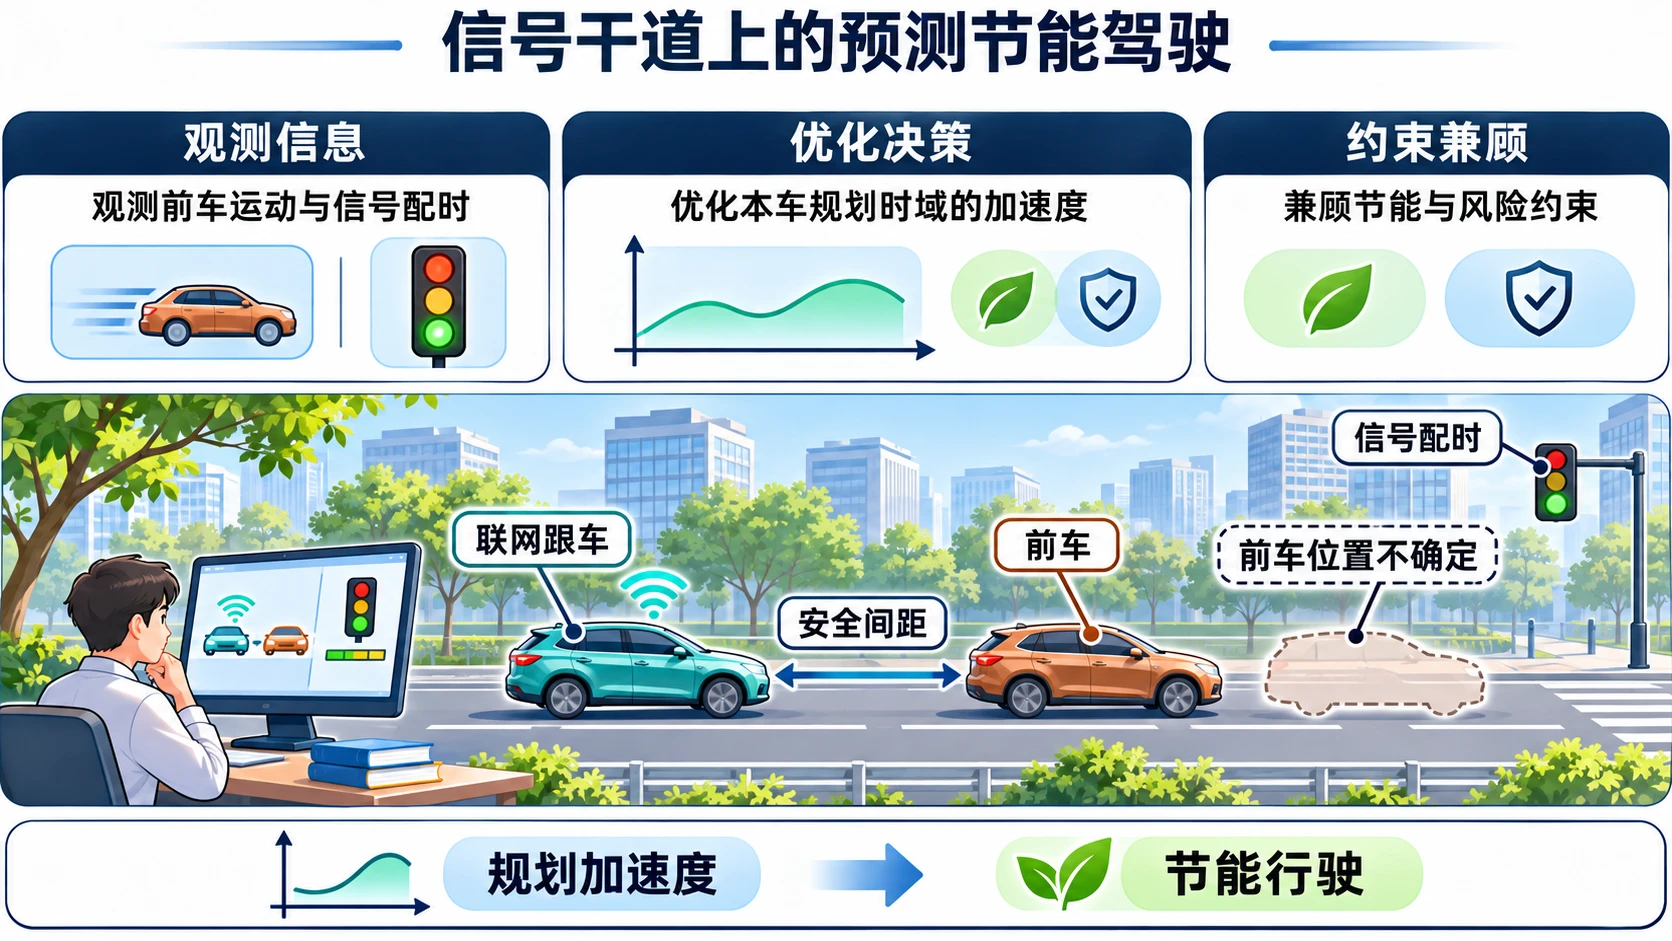 信号干道上的预测节能驾驶
观测信息
观测前车运动与信号配时
优化决策
优化本车规划时域的加速度
约束兼顾
兼顾节能与风险约束
信号配时
联网跟车
前车
前车位置不确定
安全间距
规划加速度
节能行驶